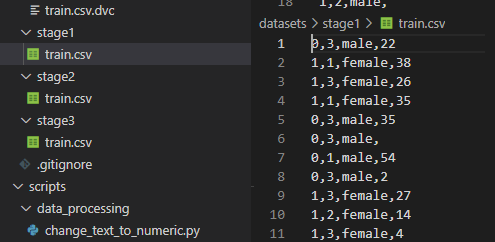 train.csv.dvc
stage1
train.csv
stage2
train.csv
stage3
train.csv
.gitignore
scripts
data_processing
change_text_to_numeric.py
18 1,2,male,
datasets > stage1 > train.csv
1 0,3,male,22
2 1,1,female,38
3 1,3,female,26
4 1,1,female,35
5 0,3,male,35
6 0,3,male,
7 0,1,male,54
8 0,3,male,2
9 1,3,female,27
10 1,2,female,14
11 1,3,female,4